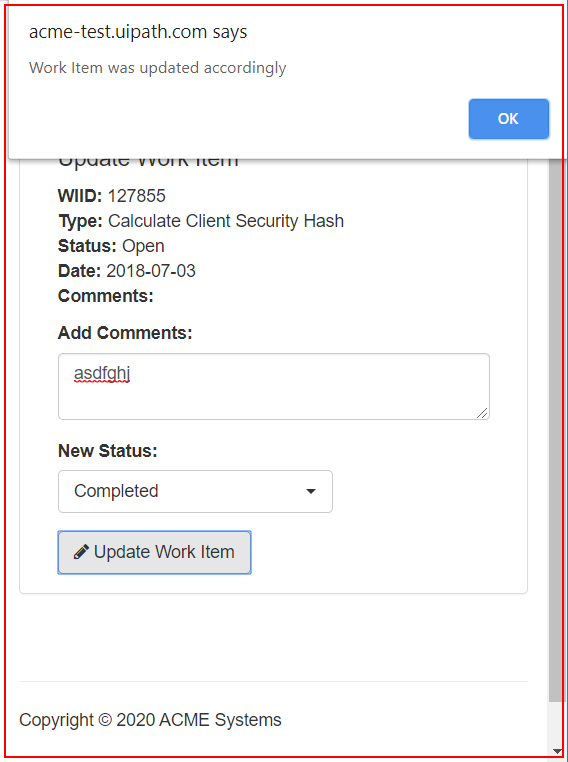 acme-test.uipath.com says
Work Item was updated accordingly
OK
Update Work Item
WIID: 127855
Type: Calculate Client Security Hash
Status: Open
Date: 2018-07-03
Comments:
Add Comments:
asdfghj
New Status:
Completed
Update Work Item
Copyright © 2020 ACME Systems